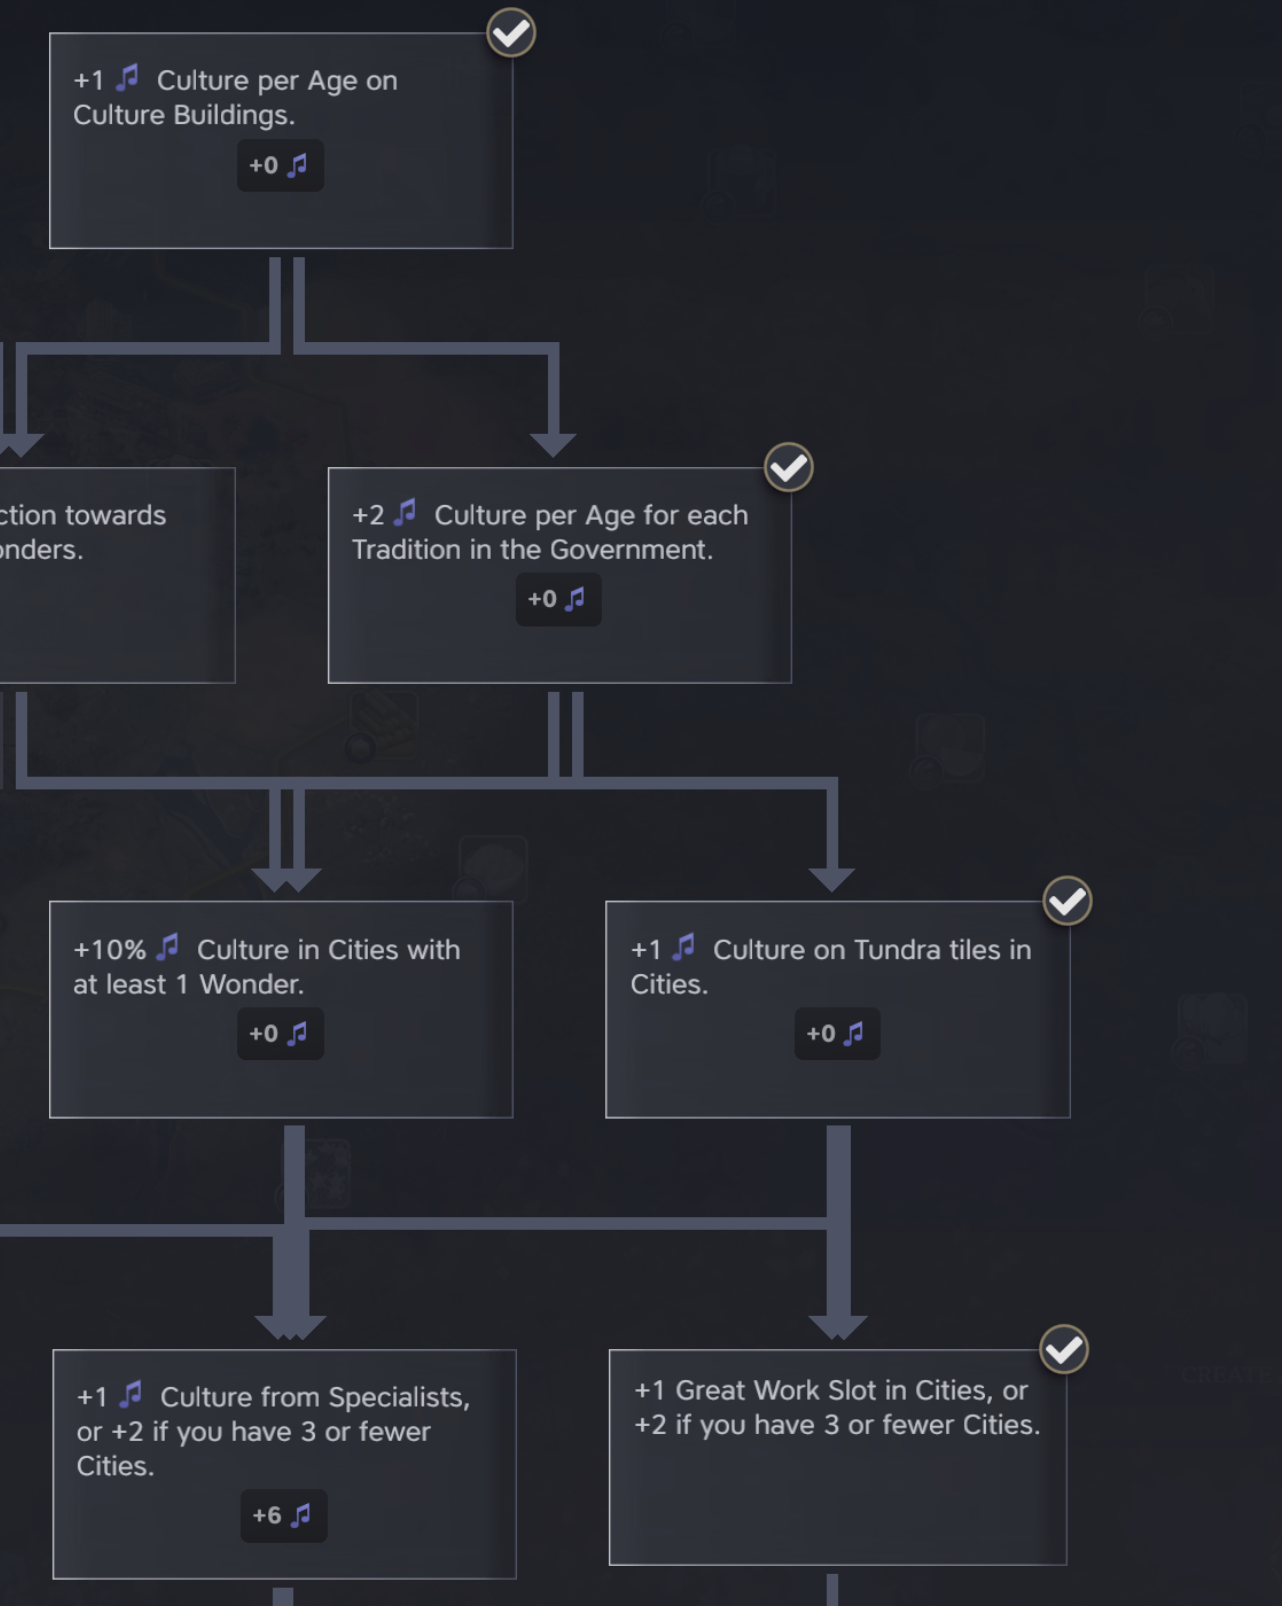 +1 Culture per Age on
Culture Buildings.
+0
ction towards
onders.
+2 Culture per Age for each
Tradition in the Government.
+0
+10% Culture in Cities with
at least 1 Wonder.
+0
+1 Culture on Tundra tiles in
Cities.
+0
+1 Culture from Specialists,
or +2 if you have 3 or fewer
Cities.
+6
+1 Great Work Slot in Cities, or
+2 if you have 3 or fewer Cities.
CREATE